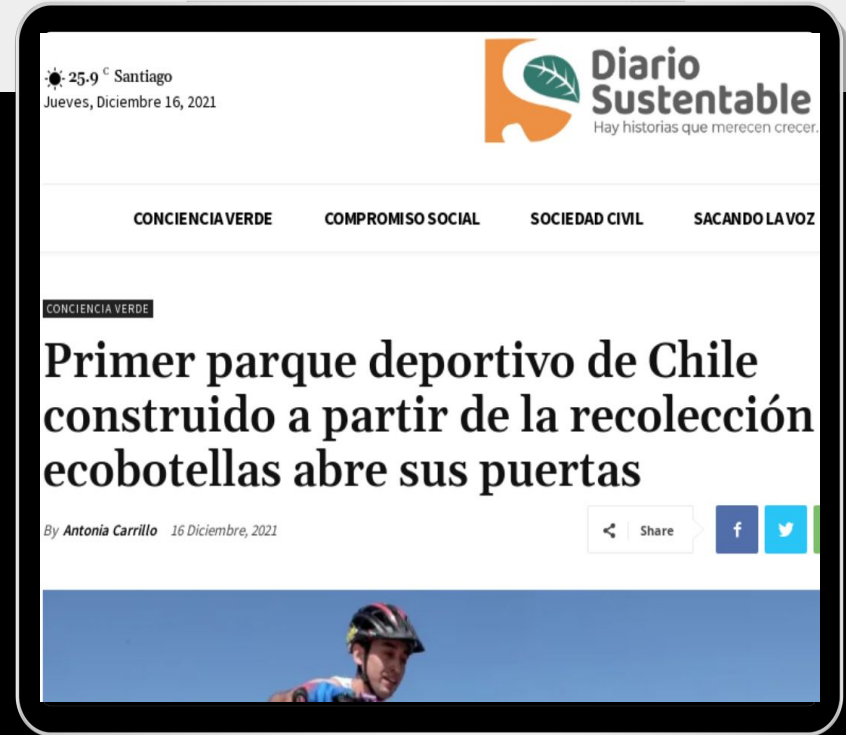 25.9 C Santiago
Jueves, Diciembre 16, 2021
Diario
Sustentable
Hay historias que merecen crecer.
CONCIENCIA VERDE COMPROMISO SOCIAL SOCIEDAD CIVIL SACANDO LA VOZ
CONCIENCIA VERDE
Primer parque deportivo de Chile
construido a partir de la recolección
ecobotellas abre sus puertas
By Antonia Carrillo 16 Diciembre, 2021
Share